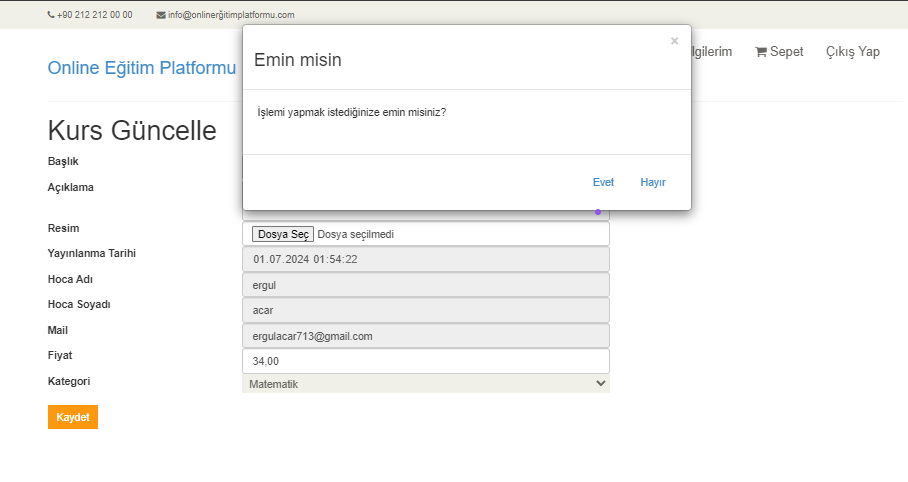 +90 212 212 00 00 info@onlinerğitimplatformu.com
×
Emin misin
Online Eğitim Platformu Sepet Çıkış Yap
İşlemi yapmak istediğinize emin misiniz?
Evet Hayır
Kurs Güncelle
Başlık
Açıklama
Resim Dosya Seç Dosya seçilmedi
Yayınlanma Tarihi 01.07.2024 01:54:22
Hoca Adı ergul
Hoca Soyadı acar
Mail ergulacar713@gmail.com
Fiyat 34,00
Kategori Matematik
Kaydet